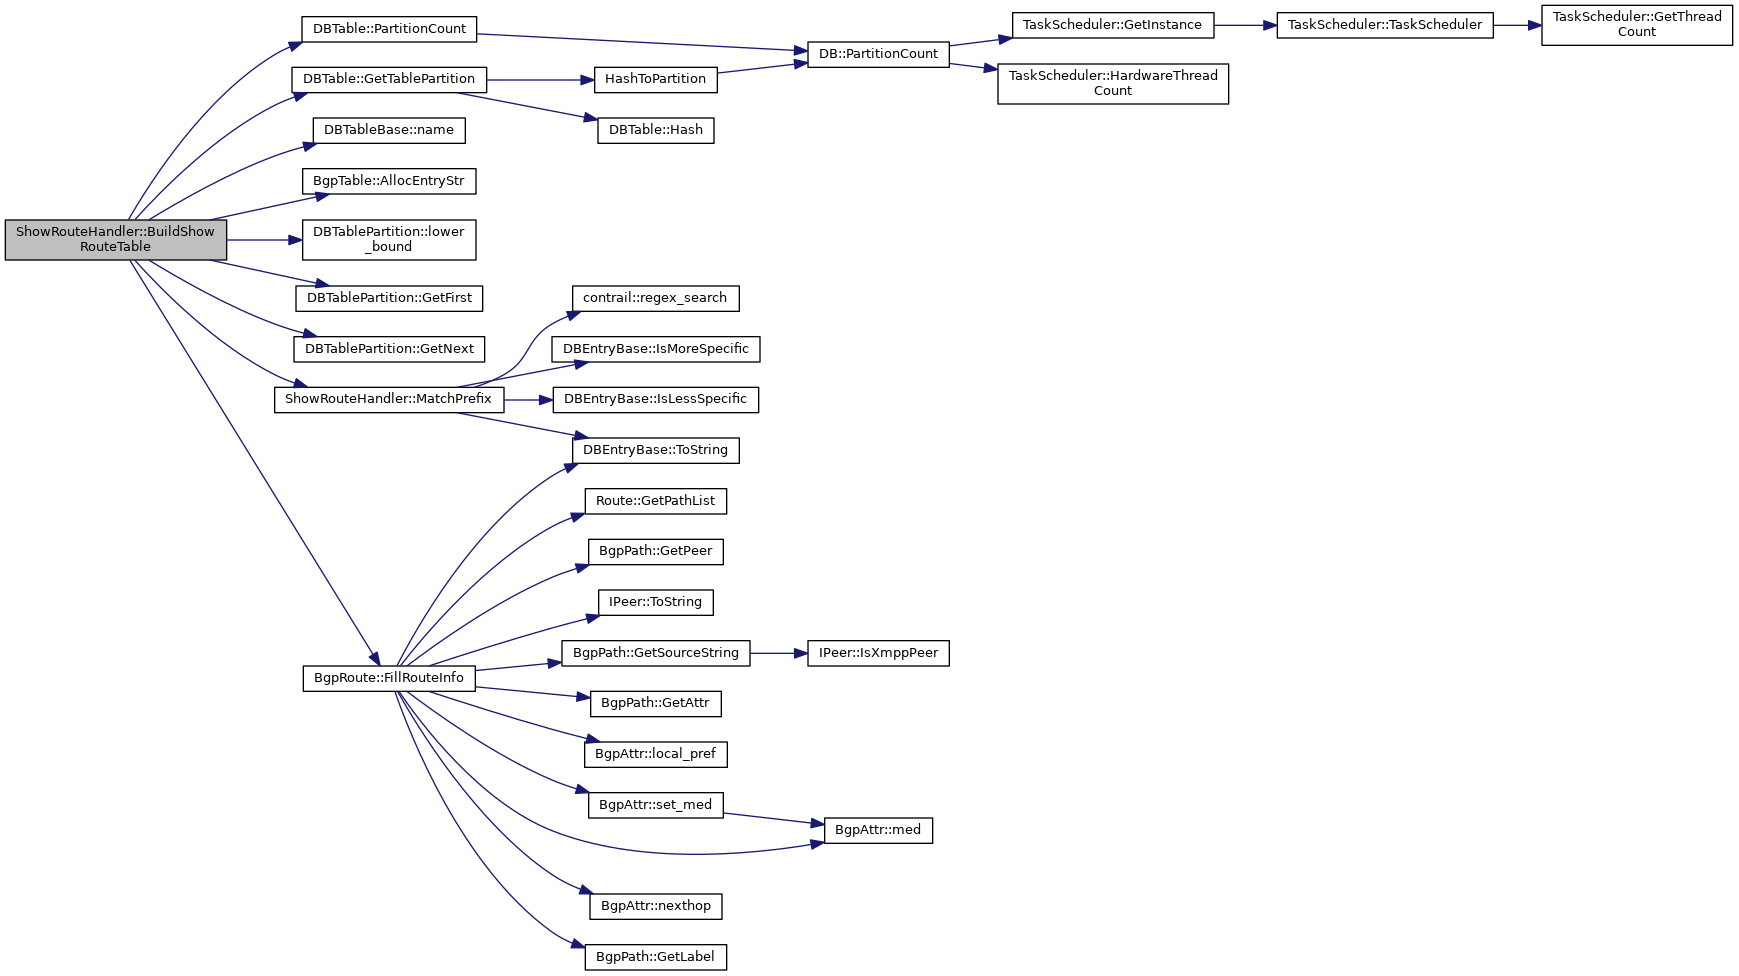 DBTable::PartitionCount
TaskScheduler::GetInstance
TaskScheduler::TaskScheduler
TaskScheduler::GetThread
Count
DB::PartitionCount
DBTable::GetTablePartition
HashToPartition
TaskScheduler::HardwareThread
Count
DBTableBase::name
DBTable::Hash
BgpTable::AllocEntryStr
ShowRouteHandler::BuildShow
RouteTable
DBTablePartition::lower
_bound
DBTablePartition::GetFirst
contrail::regex_search
DBTablePartition::GetNext
DBEntryBase::IsMoreSpecific
ShowRouteHandler::MatchPrefix
DBEntryBase::IsLessSpecific
DBEntryBase::ToString
Route::GetPathList
BgpPath::GetPeer
IPeer::ToString
BgpPath::GetSourceString
IPeer::IsXmppPeer
BgpRoute::FillRouteInfo
BgpPath::GetAttr
BgpAttr::local_pref
BgpAttr::set_med
BgpAttr::med
BgpAttr::nexthop
BgpPath::GetLabel